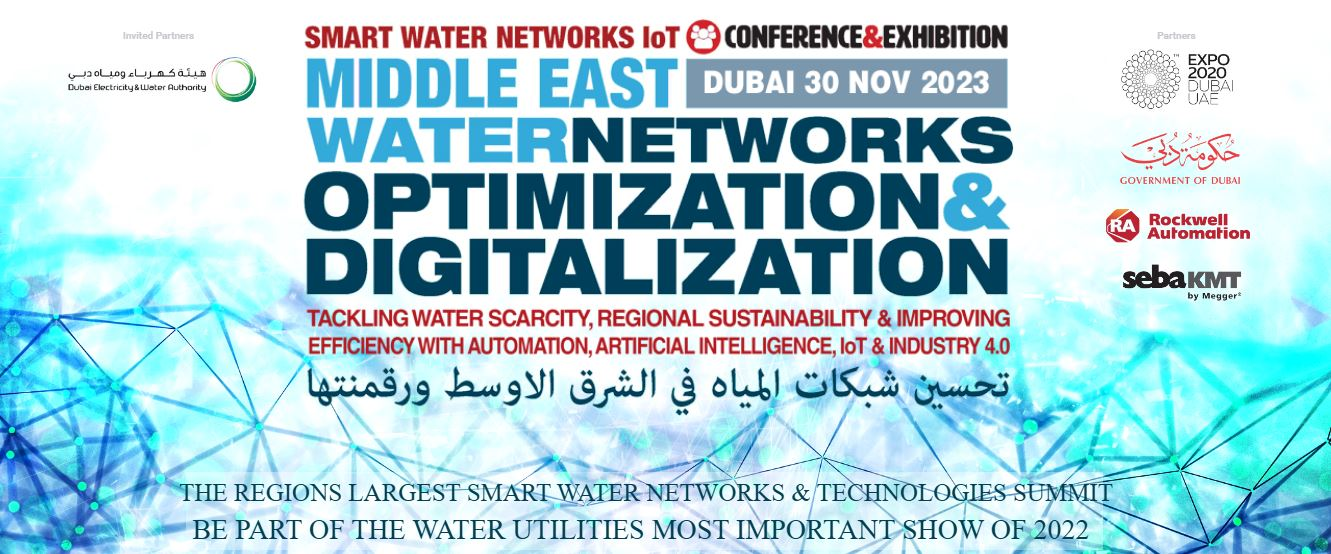 Invited Partners
هيئة كهرباء ومياه دبي
Dubai Electricity & Water Authority
SMART WATER NETWORKS IoT CONFERENCE&EXHIBITION
MIDDLE EAST DUBAI 30 NOV 2023
WATERNETWORKS
OPTIMIZATION&
DIGITALIZATION
TACKLING WATER SCARCITY, REGIONAL SUSTAINABILITY & IMPROVING
EFFICIENCY WITH AUTOMATION, ARTIFICIAL INTELLIGENCE, IoT & INDUSTRY 4.0
تحسين شبكات المياه في الشرق الاوسط ورقمنتها
Partners
EXPO
2020
DUBAI
UAE
حكومة دبي
GOVERNMENT OF DUBAI
RA Rockwell
Automation
sebaKMT
by Megger
THE REGIONS LARGEST SMART WATER NETWORKS & TECHNOLOGIES SUMMIT
BE PART OF THE WATER UTILITIES MOST IMPORTANT SHOW OF 2022